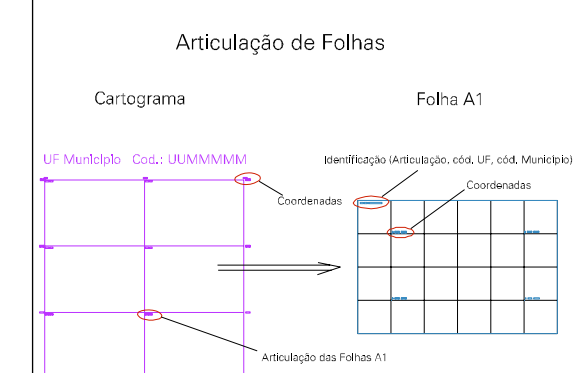 Articulação de Folhas
Cartograma
Folha A1
UF Município Cod.: UUMMMMM
Identificação (Articulação, cód. UF, cód. Município)
Coordenadas
Coordenadas
Articulação das Folhas A1